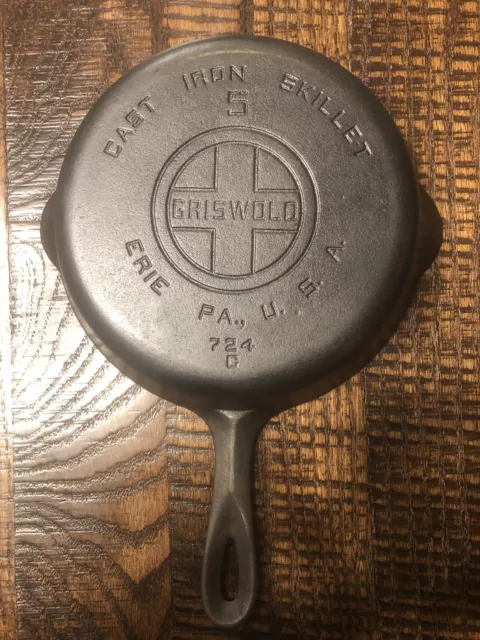 CAST IRON SKILLET
5
GRISWOLD
ERIE PA., U. S. A.
724
G